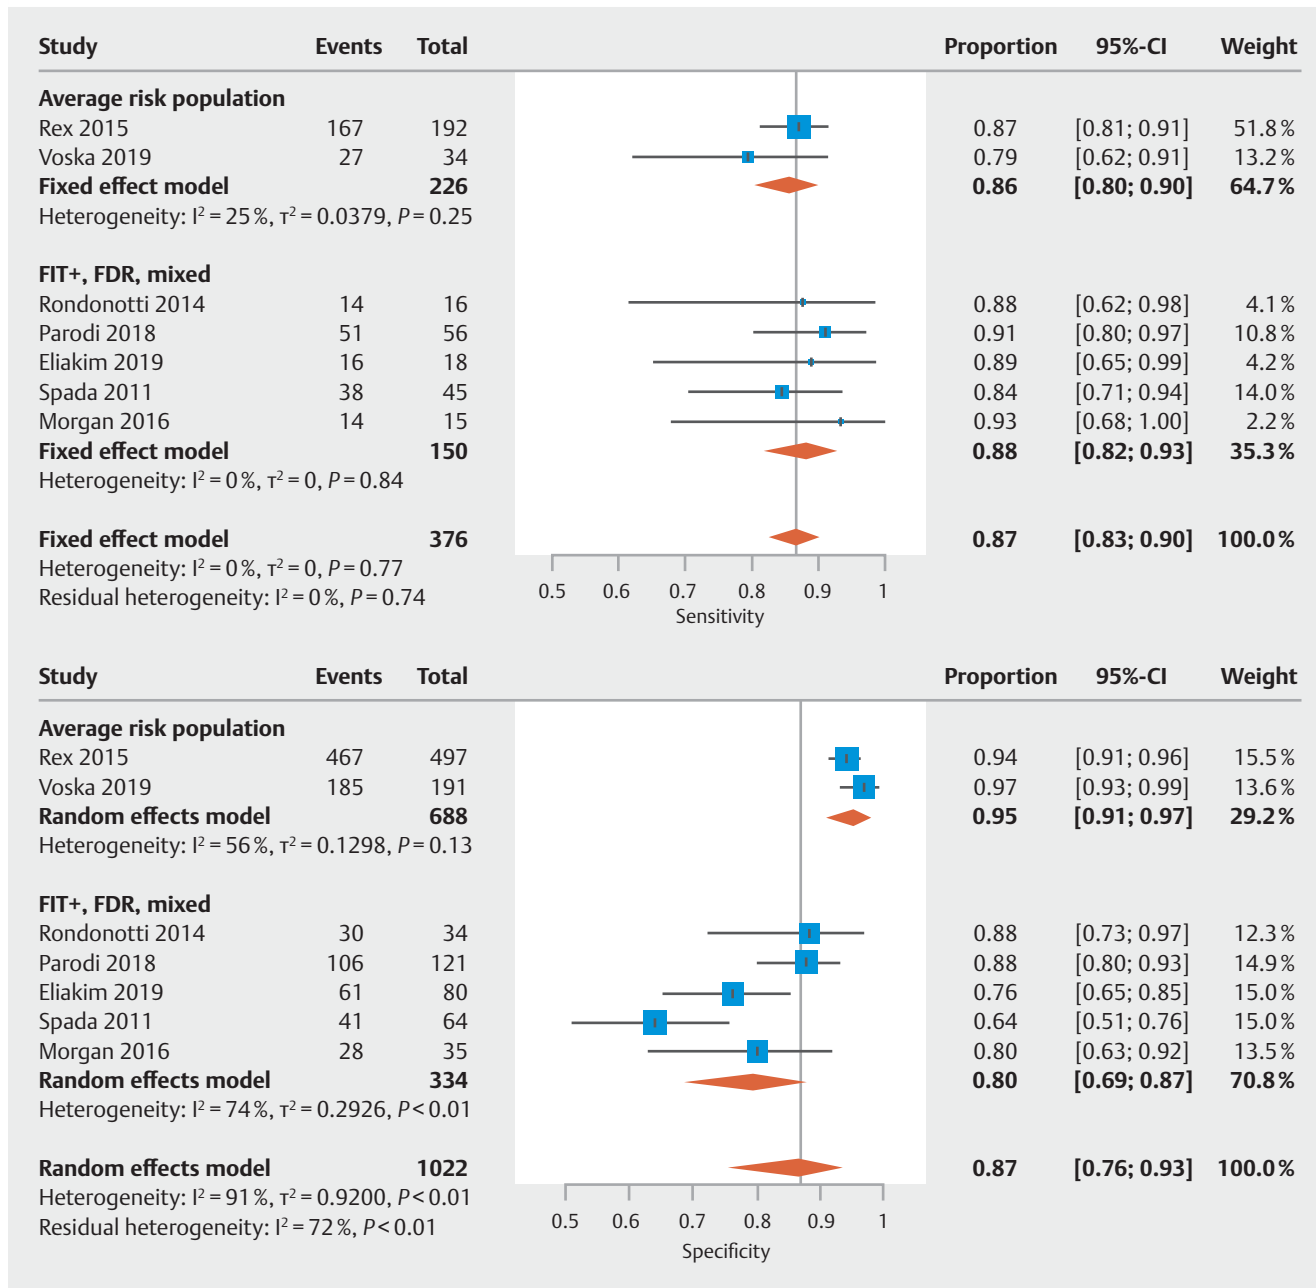 Study Events Total Proportion 95%-CI Weight
Average risk population
Rex 2015 167 192 0.87 [0.81; 0.91] 51.8%
Voska 2019 27 34 0.79 [0.62; 0.91] 13.2%
Fixed effect model 226 0.86 [0.80; 0.90] 64.7%
Heterogeneity: I² = 25%, τ² = 0.0379, P = 0.25
FIT+, FDR, mixed
Rondonotti 2014 14 16 0.88 [0.62; 0.98] 4.1%
Parodi 2018 51 56 0.91 [0.80; 0.97] 10.8%
Eliakim 2019 16 18 0.89 [0.65; 0.99] 4.2%
Spada 2011 38 45 0.84 [0.71; 0.94] 14.0%
Morgan 2016 14 15 0.93 [0.68; 1.00] 2.2%
Fixed effect model 150 0.88 [0.82; 0.93] 35.3%
Heterogeneity: I² = 0%, τ² = 0, P = 0.84
Fixed effect model 376 0.87 [0.83; 0.90] 100.0%
Heterogeneity: I² = 0%, τ² = 0, P = 0.77
Residual heterogeneity: I² = 0%, P = 0.74
0.5 0.6 0.7 0.8 0.9 1
Sensitivity
Study Events Total Proportion 95%-CI Weight
Average risk population
Rex 2015 467 497 0.94 [0.91; 0.96] 15.5%
Voska 2019 185 191 0.97 [0.93; 0.99] 13.6%
Random effects model 688 0.95 [0.91; 0.97] 29.2%
Heterogeneity: I² = 56%, τ² = 0.1298, P = 0.13
FIT+, FDR, mixed
Rondonotti 2014 30 34 0.88 [0.73; 0.97] 12.3%
Parodi 2018 106 121 0.88 [0.80; 0.93] 14.9%
Eliakim 2019 61 80 0.76 [0.65; 0.85] 15.0%
Spada 2011 41 64 0.64 [0.51; 0.76] 15.0%
Morgan 2016 28 35 0.80 [0.63; 0.92] 13.5%
Random effects model 334 0.80 [0.69; 0.87] 70.8%
Heterogeneity: I² = 74%, τ² = 0.2926, P < 0.01
Random effects model 1022 0.87 [0.76; 0.93] 100.0%
Heterogeneity: I² = 91%, τ² = 0.9200, P < 0.01
Residual heterogeneity: I² = 72%, P < 0.01
0.5 0.6 0.7 0.8 0.9 1
Specificity